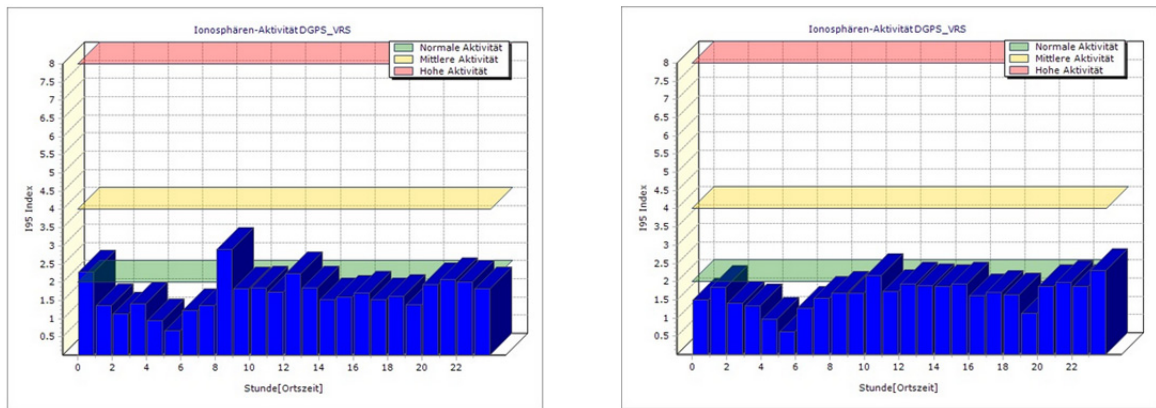 Ionosphären-Aktivität DGPS_VRS
Normale Aktivität
Mittlere Aktivität
Hohe Aktivität
8
7.5
7
6.5
6
5.5
5
4.5
4
3.5
3
2.5
2
1.5
1
0.5
I95 Index
0 2 4 6 8 10 12 14 16 18 20 22
Stunde[Ortszeit]
Ionosphären-Aktivität DGPS_VRS
Normale Aktivität
Mittlere Aktivität
Hohe Aktivität
8
7.5
7
6.5
6
5.5
5
4.5
4
3.5
3
2.5
2
1.5
1
0.5
I95 Index
0 2 4 6 8 10 12 14 16 18 20 22
Stunde[Ortszeit]